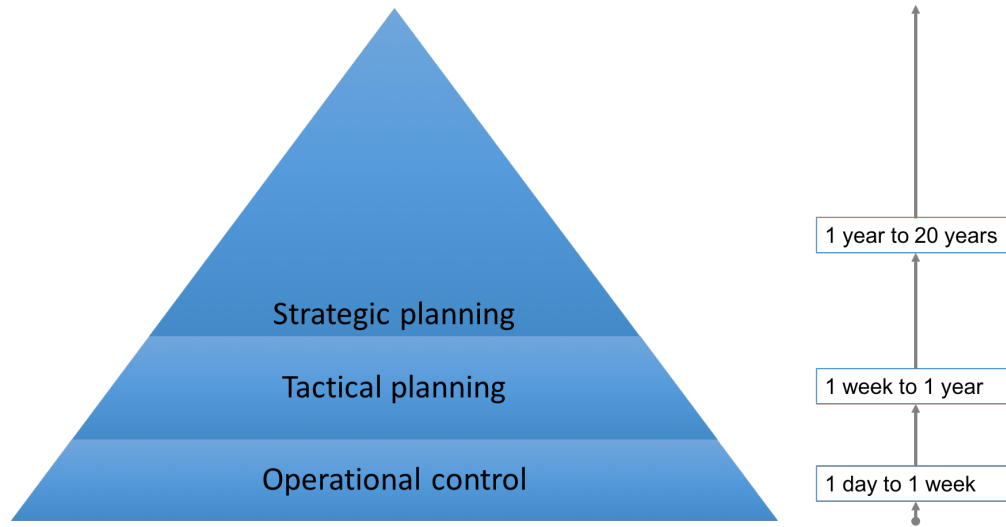 1 year to 20 years
Strategic planning
Tactical planning
1 week to 1 year
Operational control
1 day to 1 week